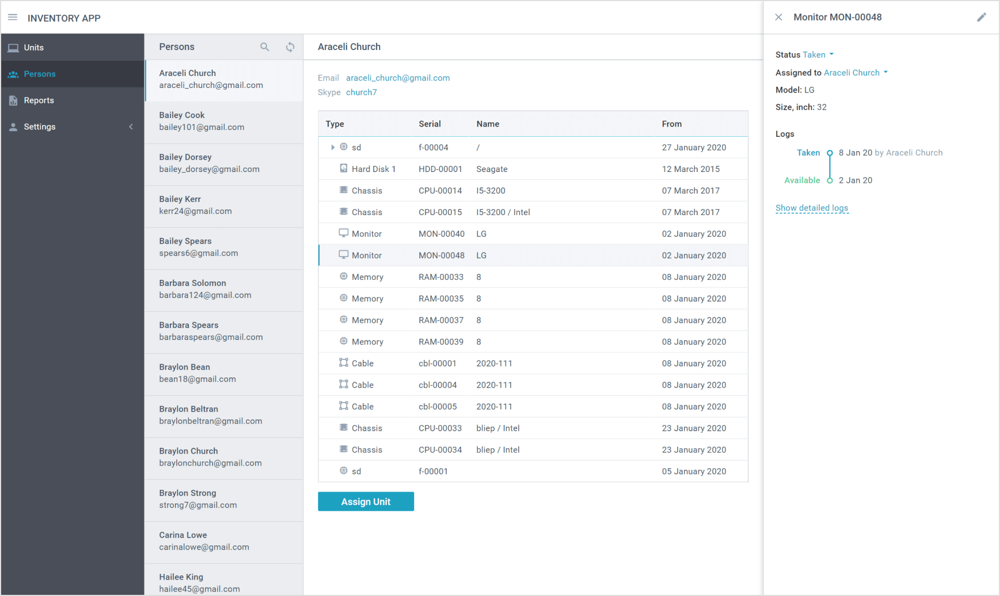 INVENTORY APP
Units
Persons
Reports
Settings
Persons
Araceli Church
araceli_church@gmail.com
Bailey Cook
bailey101@gmail.com
Bailey Dorsey
bailey_dorsey@gmail.com
Bailey Kerr
kerr24@gmail.com
Bailey Spears
spears6@gmail.com
Barbara Solomon
barbara124@gmail.com
Barbara Spears
barbaraspears@gmail.com
Braylon Bean
bean18@gmail.com
Braylon Beltran
braylonbeltran@gmail.com
Braylon Church
braylonchurch@gmail.com
Braylon Strong
strong7@gmail.com
Carina Lowe
carinalowe@gmail.com
Hailee King
hailee45@gmail.com
Araceli Church
Email araceli_church@gmail.com
Skype church7
Type Serial Name From
sd f-00004 / 27 January 2020
Hard Disk 1 HDD-00001 Seagate 12 March 2015
Chassis CPU-00014 I5-3200 07 March 2017
Chassis CPU-00015 I5-3200 / Intel 07 March 2017
Monitor MON-00040 LG 02 January 2020
Monitor MON-00048 LG 02 January 2020
Memory RAM-00033 8 08 January 2020
Memory RAM-00035 8 08 January 2020
Memory RAM-00037 8 08 January 2020
Memory RAM-00039 8 08 January 2020
Cable cbl-00001 2020-111 08 January 2020
Cable cbl-00004 2020-111 08 January 2020
Cable cbl-00005 2020-111 08 January 2020
Chassis CPU-00033 bliep / Intel 23 January 2020
Chassis CPU-00034 bliep / Intel 23 January 2020
sd f-00001 05 January 2020
Assign Unit
Monitor MON-00048
Status Taken
Assigned to Araceli Church
Model: LG
Size, inch: 32
Logs
Taken 8 Jan 20 by Araceli Church
Available 2 Jan 20
Show detailed logs